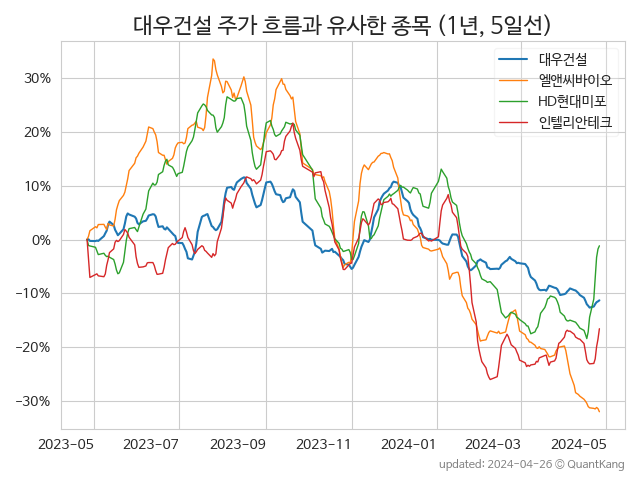 대우건설 주가 흐름과 유사한 종목 (1년, 5일선)
대우건설
엘앤씨바이오
HD현대미포
인텔리안테크
30%
20%
10%
0%
−10%
−20%
−30%
2023-05 2023-07 2023-09 2023-11 2024-01 2024-03 2024-05
updated: 2024-04-26 © QuantKang